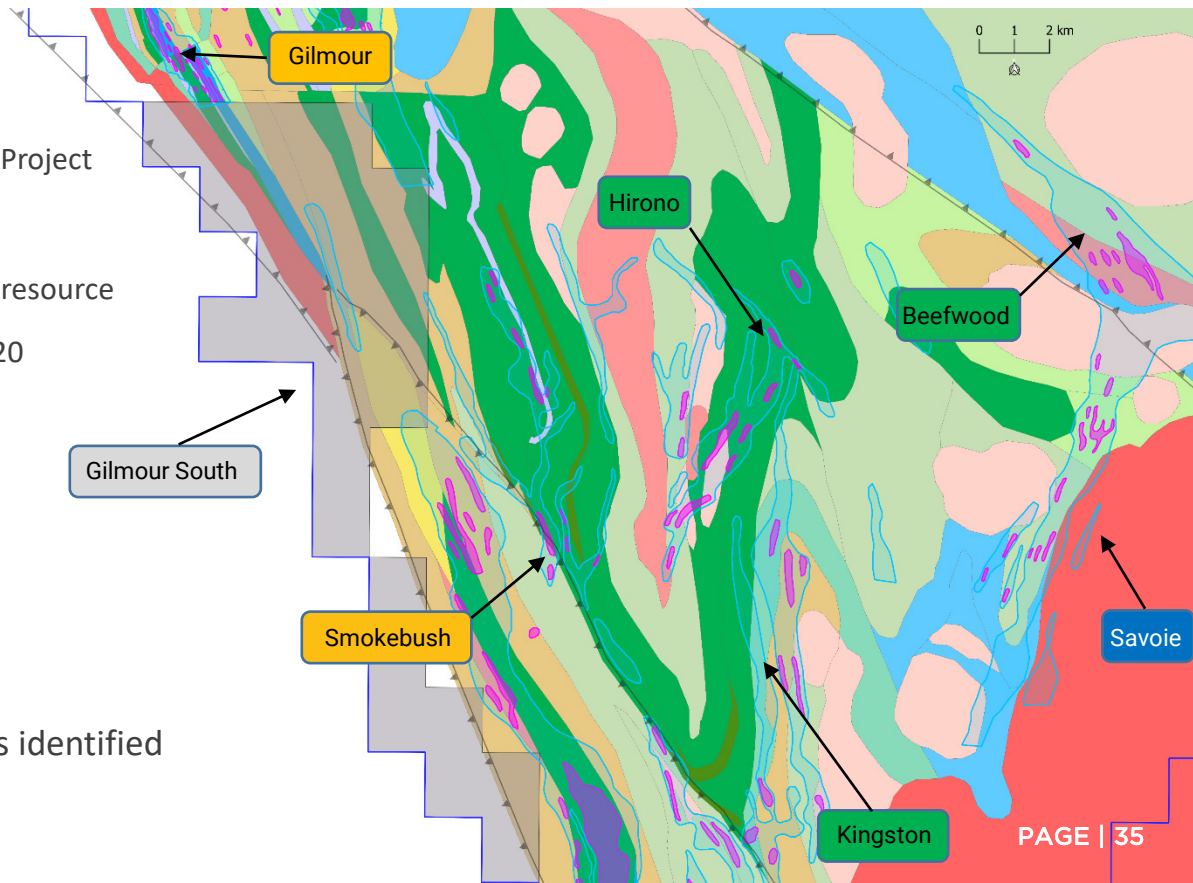 Gilmour
0 1 2 km
Project
Hirono
resource
Beefwood
20
Gilmour South
Smokebush
Savoie
s identified
Kingston
PAGE | 35